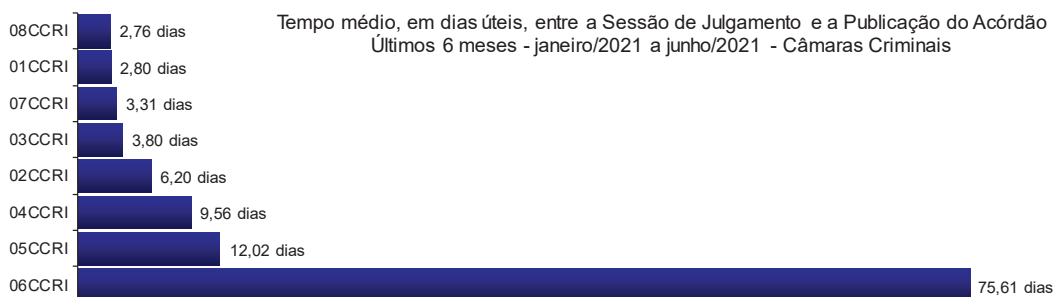 Tempo médio, em dias úteis, entre a Sessão de Julgamento e a Publicação do Acórdão
Últimos 6 meses - janeiro/2021 a junho/2021 - Câmaras Criminais
08CCRI 2,76 dias
01CCRI 2,80 dias
07CCRI 3,31 dias
03CCRI 3,80 dias
02CCRI 6,20 dias
04CCRI 9,56 dias
05CCRI 12,02 dias
06CCRI 75,61 dias